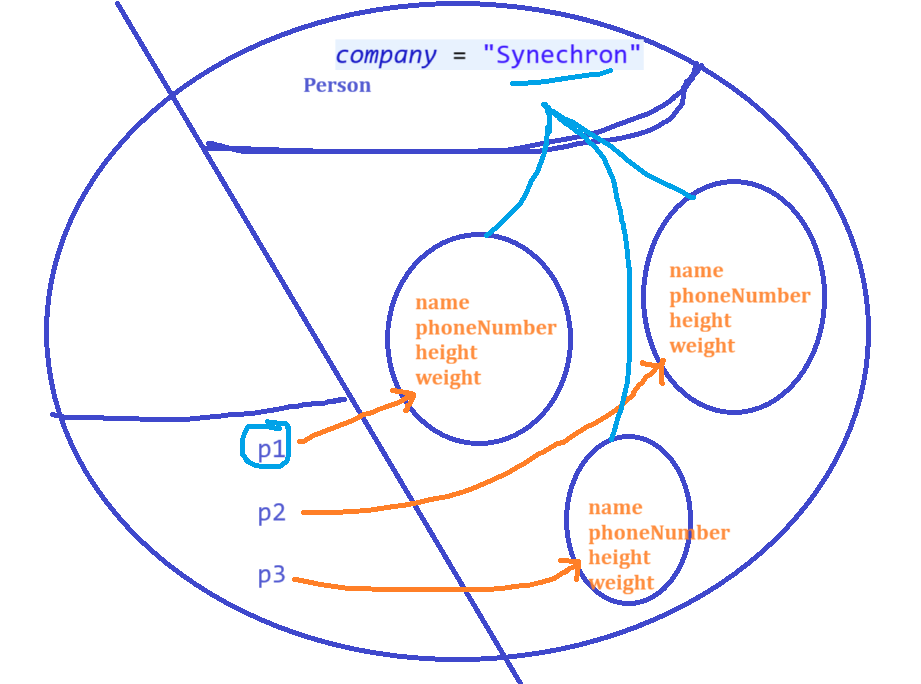 company = "Synechron"
Person
name
phoneNumber
height
weight
name
phoneNumber
height
weight
p1
p2
p3
name
phoneNumber
height
weight